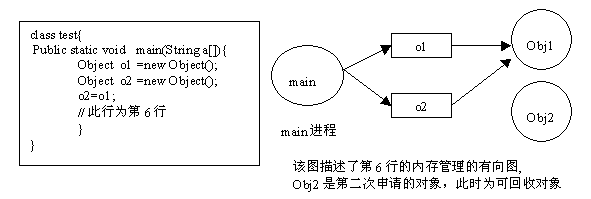 class test{
Public static void main(String a[]){
Object o1 =new Object();
Object o2 =new Object();
o2=o1;
// 此行为第 6 行
}
}
main
o1
o2
Obj1
Obj2
main进程
该图描述了第 6 行的内存管理的有向图,
Obj2 是第二次申请的对象，此时为可回收对象